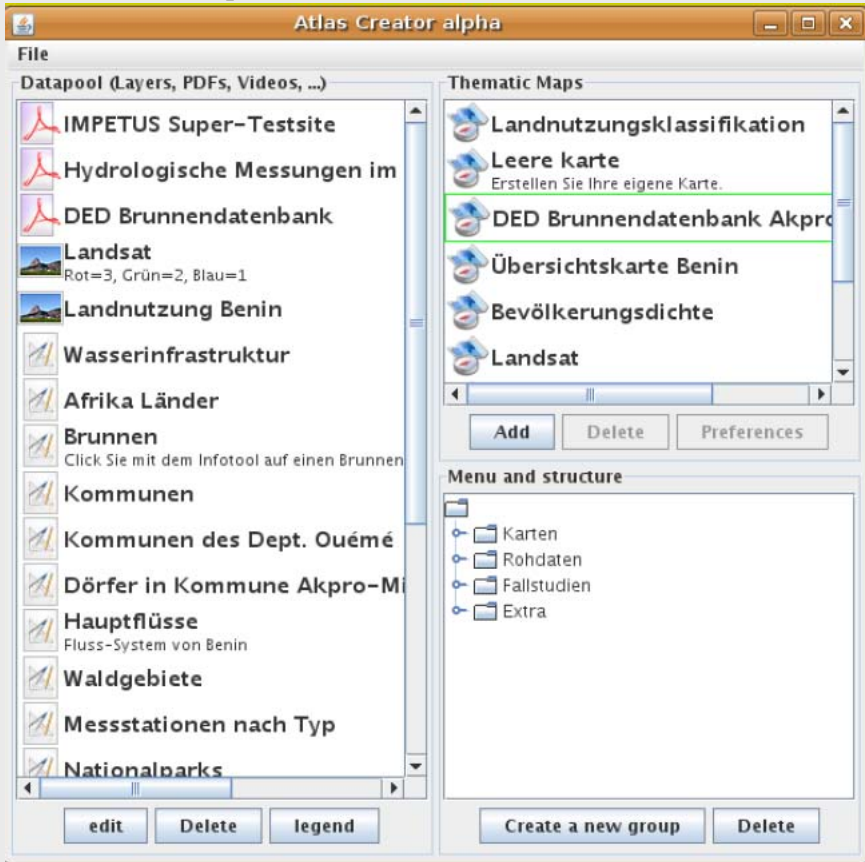 Atlas Creator alpha
File
Datapool (Layers, PDFs, Videos, ...)
IMPETUS Super-Testsite
Hydrologische Messungen im
DED Brunnendatenbank
Landsat
Rot=3, Grün=2, Blau=1
Landnutzung Benin
Wasserinfrastruktur
Afrika Länder
Brunnen
Click Sie mit dem Infotool auf einen Brunnen
Kommunen
Kommunen des Dept. Ouémé
Dörfer in Kommune Akpro-Mi
Hauptflüsse
Fluss-System von Benin
Waldgebiete
Messstationen nach Typ
Nationalparks
edit
Delete
legend
Thematic Maps
Landnutzungsklassifikation
Leere karte
Erstellen Sie Ihre eigene Karte.
DED Brunnendatenbank Akpro
Übersichtskarte Benin
Bevölkerungsdichte
Landsat
Add
Delete
Preferences
Menu and structure
Karten
Rohdaten
Fallstudien
Extra
Create a new group
Delete